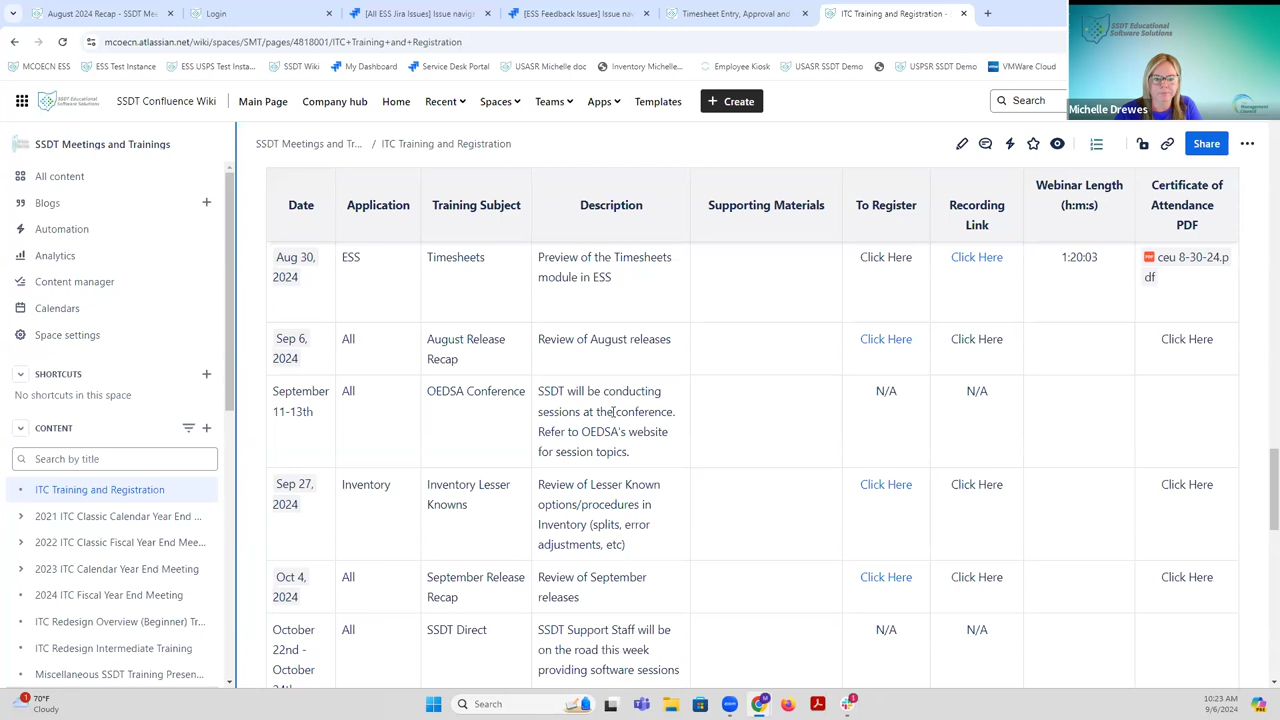 August 2024 Recap - SSDT Mee
Login
[All ESS Jira Issues] Issue navig
[ESS Feedback Issues] Issue nav
Timesheet Entry, Approval and
ITC Training and Registration -
mcoecn.atlassian.net/wiki/spaces/SMT/pages/4818001/ITC+Training+and+Registration
MCOECN ESS
ESS Test Instance
ESS USPS Test Insta...
SSDT Wiki
My Dashboard
Service Desk Portal
USASR Michelle doc
Inventory Michelle...
Employee Kiosk
USASR SSDT Demo
USPSR SSDT Demo
VMWare Cloud
SSDT Educational
Software Solutions
Management
Council
Michelle Drewes
SSDT Confluence Wiki
Main Page
Company hub
Home
Recent
Spaces
Teams
Apps
Templates
Create
Search
SSDT Meetings and Trainings
All content
Blogs
Automation
Analytics
Content manager
Calendars
Space settings
SHORTCUTS
No shortcuts in this space
CONTENT
Search by title
ITC Training and Registration
2021 ITC Classic Calendar Year End ...
2022 ITC Classic Fiscal Year End Mee...
2023 ITC Calendar Year End Meeting
2024 ITC Fiscal Year End Meeting
ITC Redesign Overview (Beginner) Tr...
ITC Redesign Intermediate Training
Miscellaneous SSDT Training Presen...
SSDT Meetings and Tr... / ITC Training and Registration
Share
Date Application Training Subject Description Supporting Materials To Register Recording Link Webinar Length (h:m:s) Certificate of Attendance PDF
Aug 30, 2024 ESS Timesheets Preview of the Timesheets module in ESS Click Here Click Here 1:20:03 ceu 8-30-24.pdf
Sep 6, 2024 All August Release Recap Review of August releases Click Here Click Here Click Here
September 11-13th All OEDSA Conference SSDT will be conducting sessions at the conference. Refer to OEDSA's website for session topics. N/A N/A
Sep 27, 2024 Inventory Inventory Lesser Knowns Review of Lesser Known options/procedures in Inventory (splits, error adjustments, etc) Click Here Click Here Click Here
Oct 4, 2024 All September Release Recap Review of September releases Click Here Click Here Click Here
October 22nd - October All SSDT Direct SSDT Support Staff will be on the road this week providing software sessions N/A N/A
1
70°F
Cloudy
Search
10:23 AM
9/6/2024